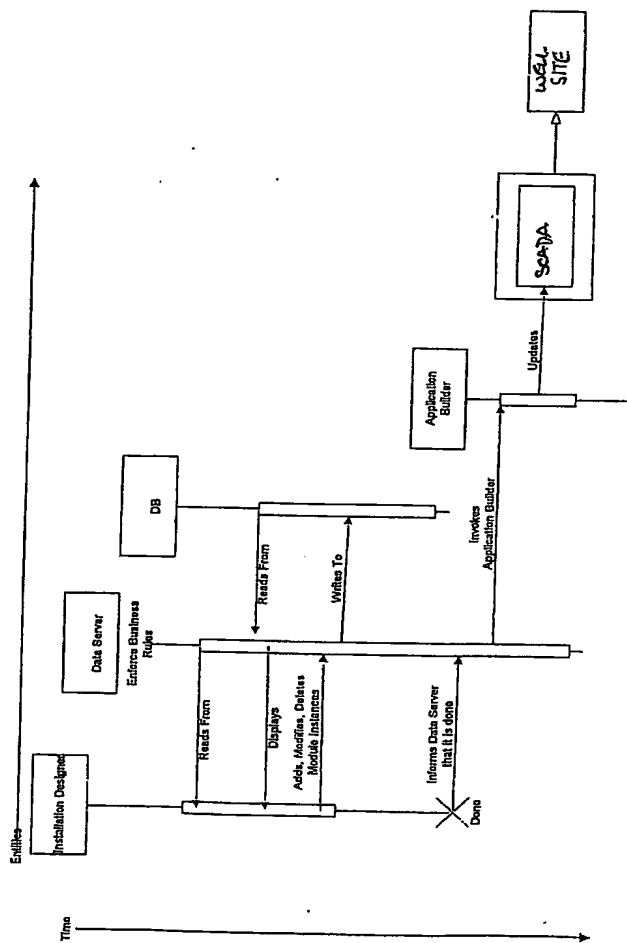 Entities
Time
Installation Designer
Data Server
Enforce Business
Rules
DB
Application
Builder
SCADA
WELL
SITE
Reads From
Displays
Adds, Modifies, Deletes
Module Instances
Reads From
Writes To
Informs Data Server
that it is done
Done
Invokes
Application Builder
Updates